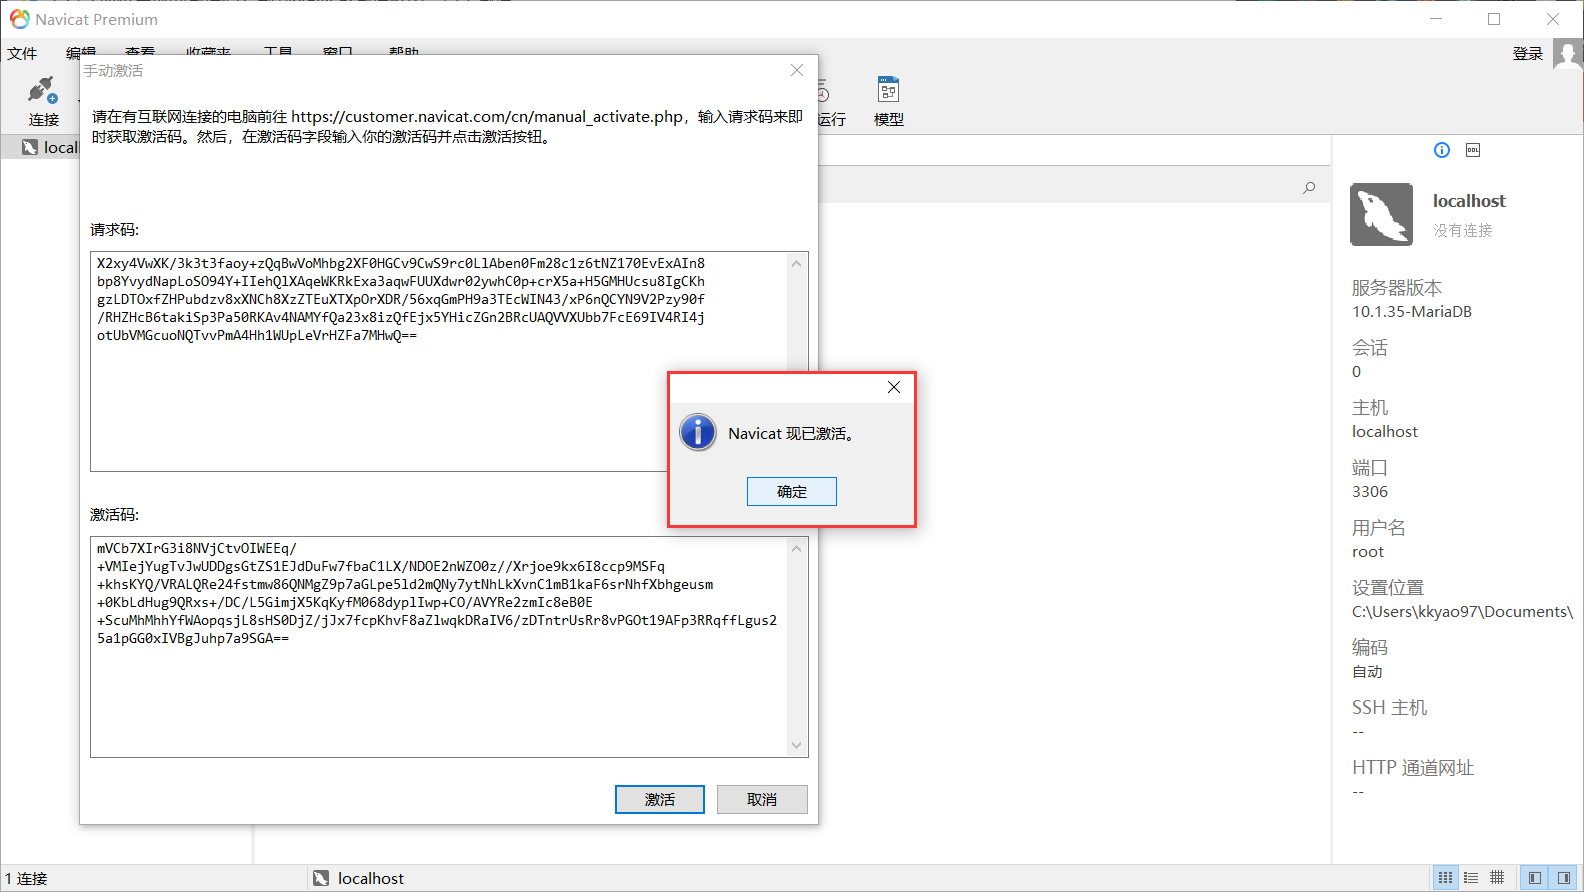 Navicat Premium
文件 编辑 查看 收藏夹 工具 窗口 帮助
登录
连接
运行
模型
手动激活
请在有互联网连接的电脑前往 https://customer.navicat.com/cn/manual_activate.php，输入请求码来即
时获取激活码。然后，在激活码字段输入你的激活码并点击激活按钮。
请求码:
X2xy4VwXK/3k3t3faoy+zQqBwVoMhbg2XF0HGCv9CwS9rc0LlAben0Fm28c1z6tNZ170EvExAIn8
bp8YvydNapLoSO94Y+IIehQlXAqeWKRkExa3aqwFUUXdwr02ywhC0p+crX5a+H5GMHUcsu8IgCKh
gzLDTOxfZHPubdzv8xXNCh8XzZTEuXTXpOrXDR/56xqGmPH9a3TEcWIN43/xP6nQCYN9V2Pzy90f
/RHZHcB6takiSp3Pa50RKAv4NAMYfQa23x8izQfEjx5YHicZGn2BRcUAQVVXUbb7FcE69IV4RI4j
otUbVMGcuoNQTvvPmA4Hh1WUpLeVrHZFa7MHwQ==
激活码:
mVCb7XIrG3i8NVjCtvOIWEEq/
+VMIejYugTvJwUDDgsGtZS1EJdDuFw7fbaC1LX/NDOE2nWZO0z//Xrjoe9kx6I8ccp9MSFq
+khsKYQ/VRALQRe24fstmw86QNMgZ9p7aGLpe5ld2mQNy7ytNhLkXvnC1mB1kaF6srNhfXbhgeusm
+0KbLdHug9QRxs+/DC/L5GimjX5KqKyfM068dyplIwp+CO/AVYRe2zmIc8eB0E
+ScuMhMhhYfWAopqsjL8sHS0DjZ/jJx7fcpKhvF8aZlwqkDRaIV6/zDTntrUsRr8vPGOt19AFp3RRqffLgus2
5a1pGG0xIVBgJuhp7a9SGA==
激活
取消
Navicat 现已激活。
确定
DDL
localhost
没有连接
服务器版本
10.1.35-MariaDB
会话
0
主机
localhost
端口
3306
用户名
root
设置位置
C:\Users\kkyao97\Documents\
编码
自动
SSH 主机
--
HTTP 通道网址
--
1 连接
localhost